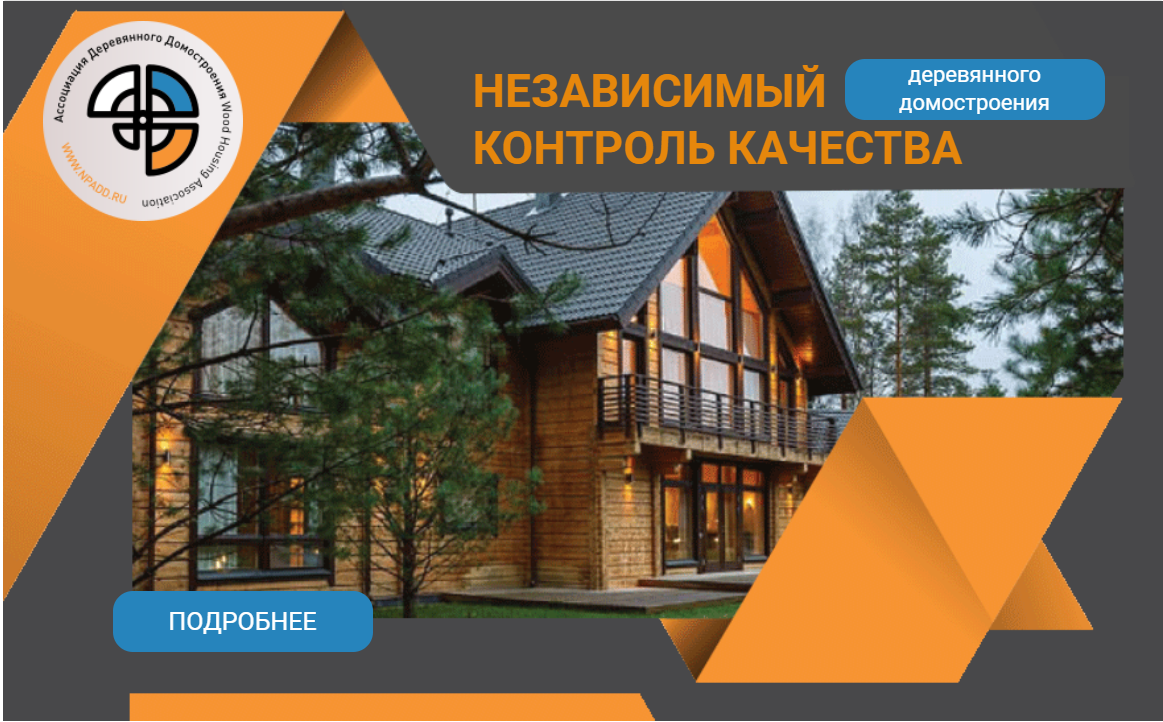 Ассоциация Деревянного Домостроения Wood Housing Association
WWW.NPADD.RU
НЕЗАВИСИМЫЙ
деревянного
домостроения
КОНТРОЛЬ КАЧЕСТВА
ПОДРОБНЕЕ